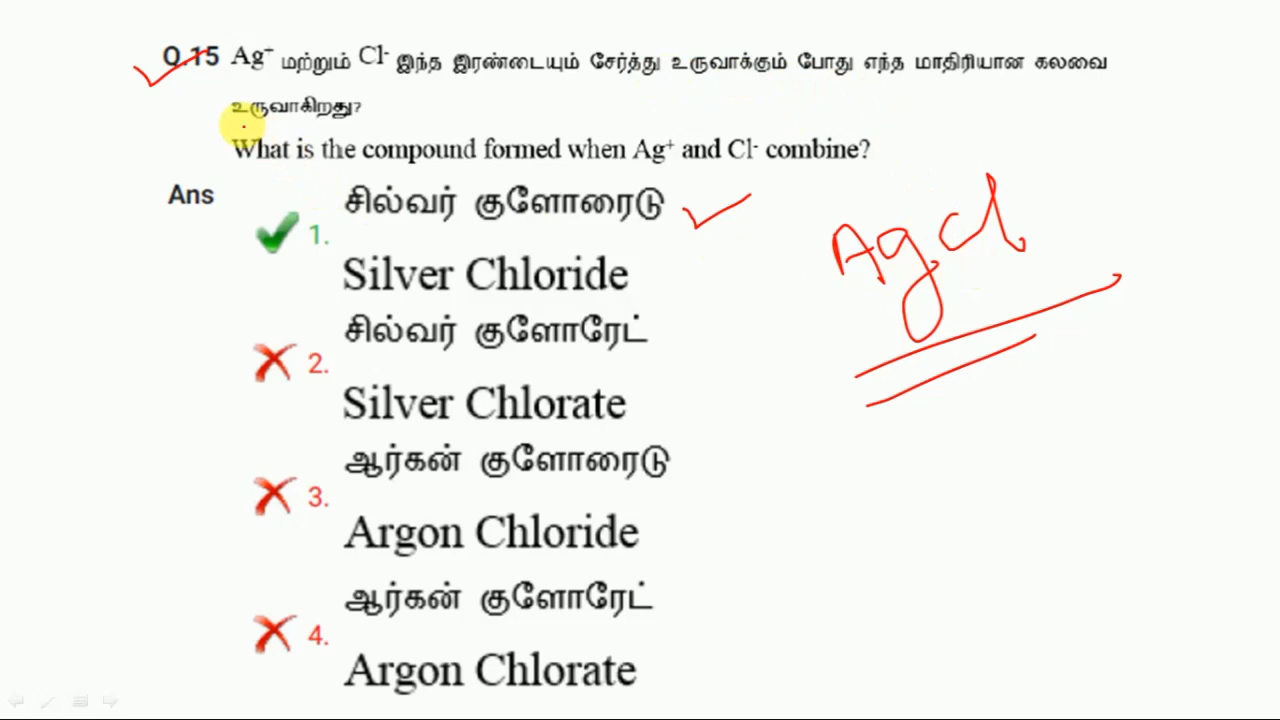 Q.15 Ag⁺ மற்றும் Cl⁻ இந்த இரண்டையும் சேர்த்து உருவாக்கும் போது எந்த மாதிரியான கலவை
உருவாகிறது?
What is the compound formed when Ag⁺ and Cl⁻ combine?
Ans
சில்வர் குளோரைடு
1.
Silver Chloride
சில்வர் குளோரேட்
2.
Silver Chlorate
ஆர்கன் குளோரைடு
3.
Argon Chloride
ஆர்கன் குளோரேட்
4.
Argon Chlorate
Agcl